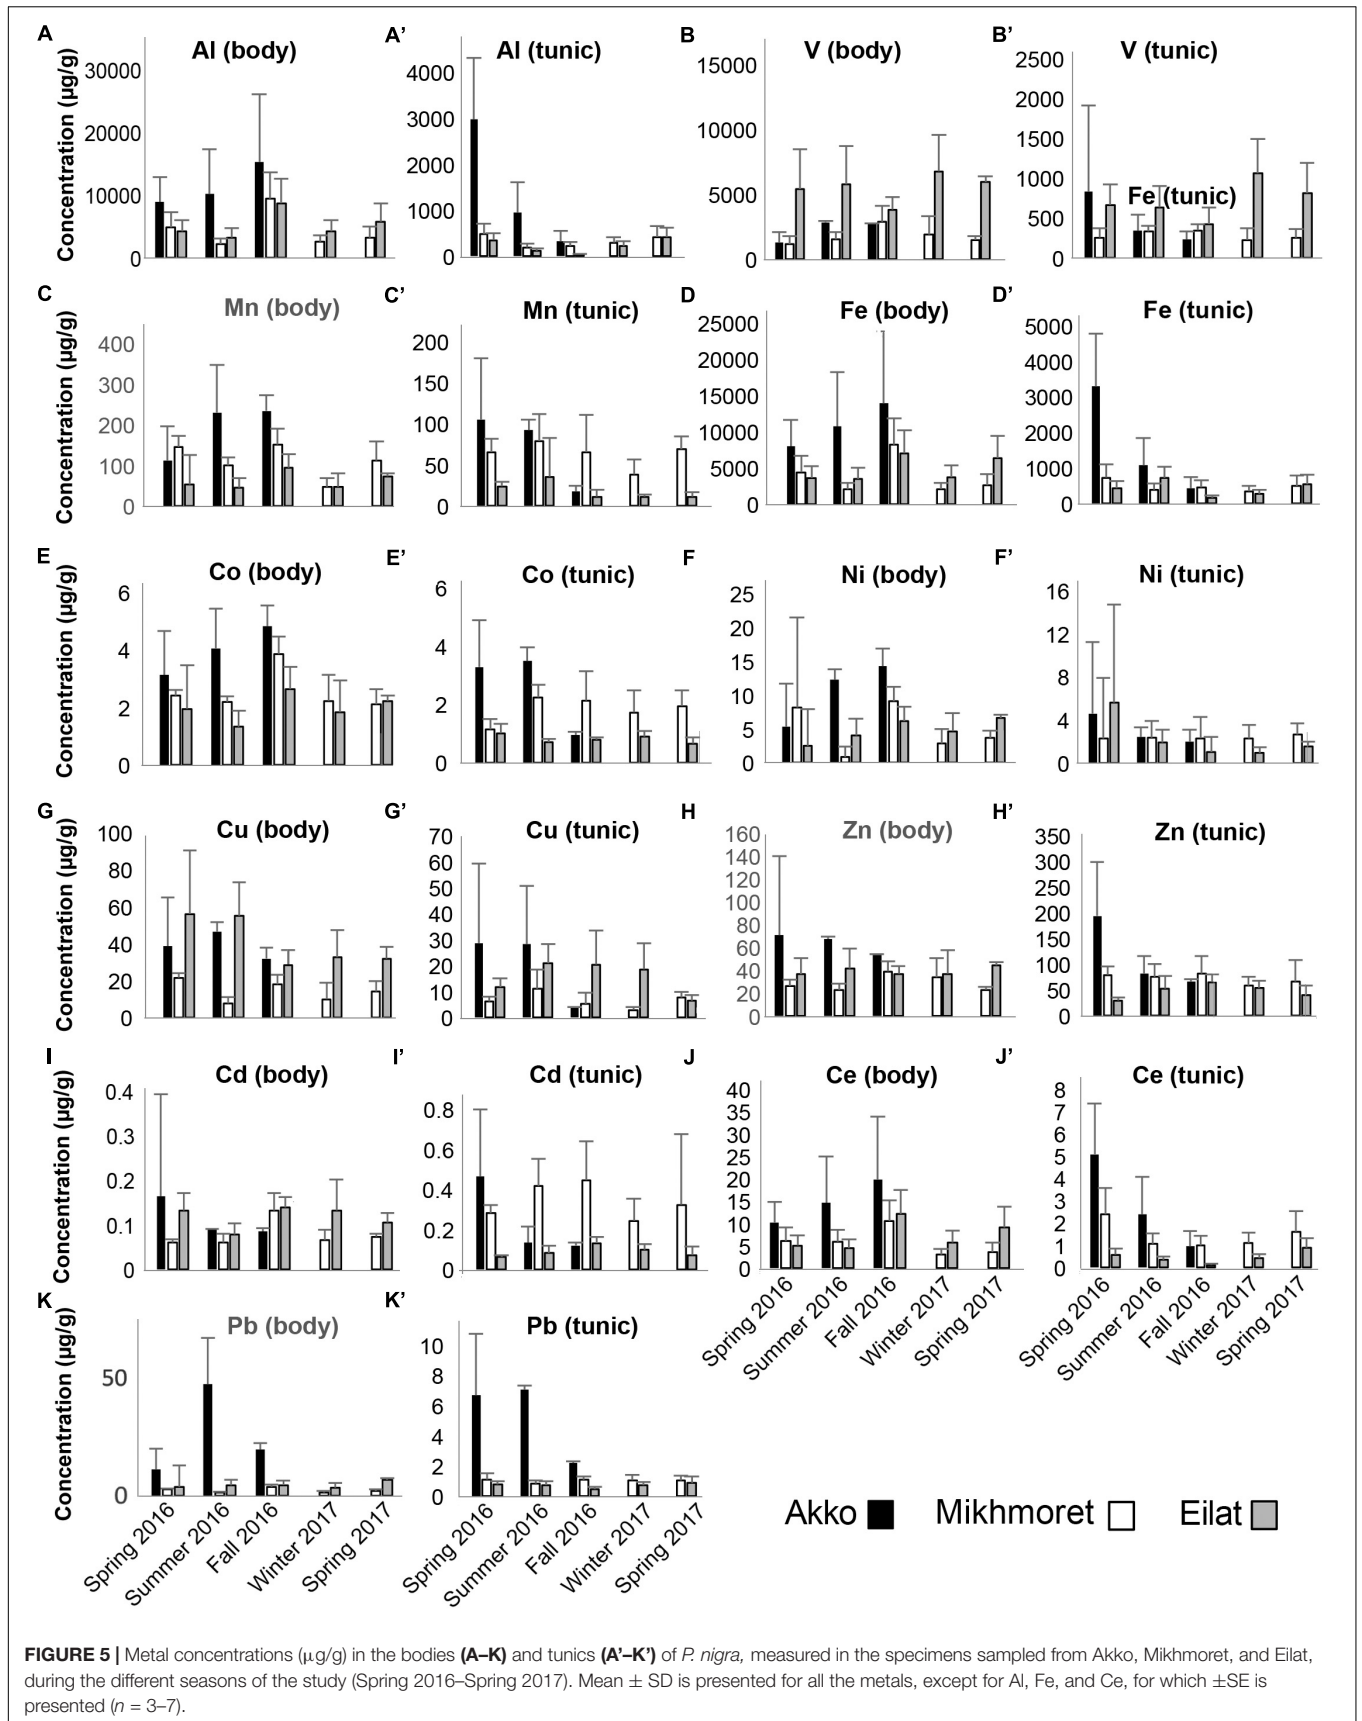 A
Al (body)
A’
Al (tunic)
B
V (body)
B’
V (tunic)
Concentration (µg/g)
30000
20000
10000
0
4000
3000
2000
1000
0
15000
10000
5000
0
2500
2000
1500
1000
500
0
Fe (tunic)
C
Mn (body)
C’
Mn (tunic)
D
Fe (body)
D’
Fe (tunic)
Concentration (µg/g)
400
300
200
100
0
200
150
100
50
0
25000
20000
15000
10000
5000
0
5000
4000
3000
2000
1000
0
E
Co (body)
E’
Co (tunic)
F
Ni (body)
F’
Ni (tunic)
Concentration (µg/g)
6
4
2
0
6
4
2
0
25
20
15
10
5
0
16
12
8
4
0
G
Cu (body)
G’
Cu (tunic)
H
Zn (body)
H’
Zn (tunic)
Concentration (µg/g)
100
80
60
40
20
0
70
60
50
40
30
20
10
0
160
140
120
100
80
60
40
20
0
350
300
250
200
150
100
50
0
I
Cd (body)
I’
Cd (tunic)
J
Ce (body)
J’
Ce (tunic)
Concentration (µg/g)
0.4
0.3
0.2
0.1
0
0.8
0.6
0.4
0.2
0
40
35
30
25
20
15
10
5
0
8
7
6
5
4
3
2
1
0
Spring 2016
Summer 2016
Fall 2016
Winter 2017
Spring 2017
Spring 2016
Summer 2016
Fall 2016
Winter 2017
Spring 2017
K
Pb (body)
K’
Pb (tunic)
Concentration (µg/g)
50
0
10
8
6
4
2
0
Spring 2016
Summer 2016
Fall 2016
Winter 2017
Spring 2017
Spring 2016
Summer 2016
Fall 2016
Winter 2017
Spring 2017
Akko
Mikhmoret
Eilat
FIGURE 5 | Metal concentrations (µg/g) in the bodies (A–K) and tunics (A’–K’) of P. nigra, measured in the specimens sampled from Akko, Mikhmoret, and Eilat,
during the different seasons of the study (Spring 2016–Spring 2017). Mean ± SD is presented for all the metals, except for Al, Fe, and Ce, for which ±SE is
presented (n = 3–7).